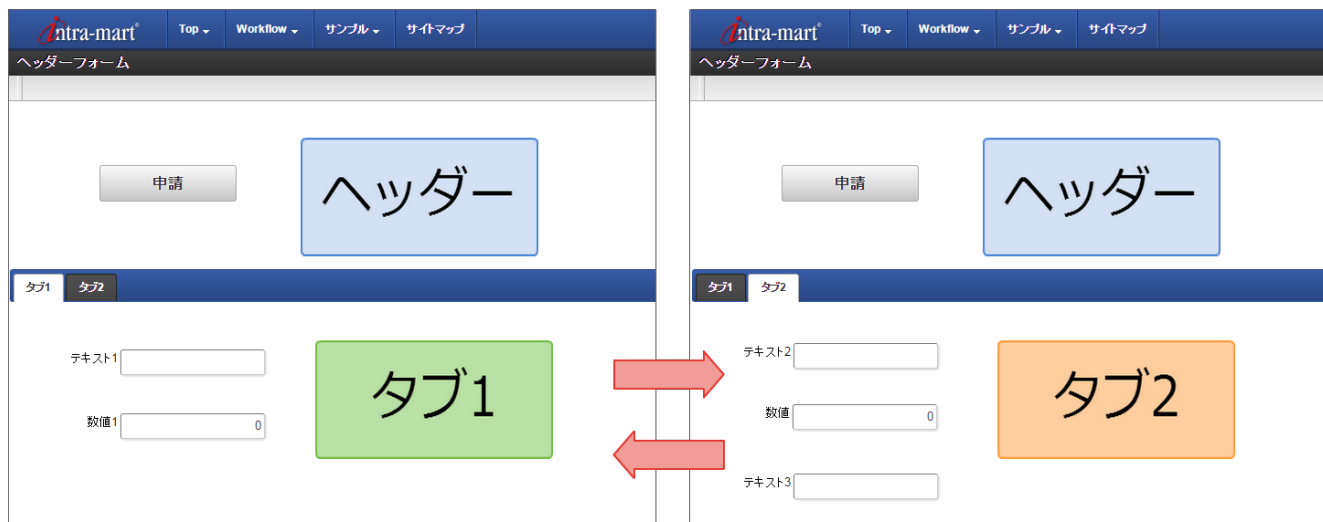 intra-mart® Top Workflow サンプル サイトマップ
ヘッダーフォーム
申請
ヘッダー
タブ1 タブ2
テキスト1
数値1 0
タブ1
intra-mart® Top Workflow サンプル サイトマップ
ヘッダーフォーム
申請
ヘッダー
タブ1 タブ2
テキスト2
数値 0
テキスト3
タブ2